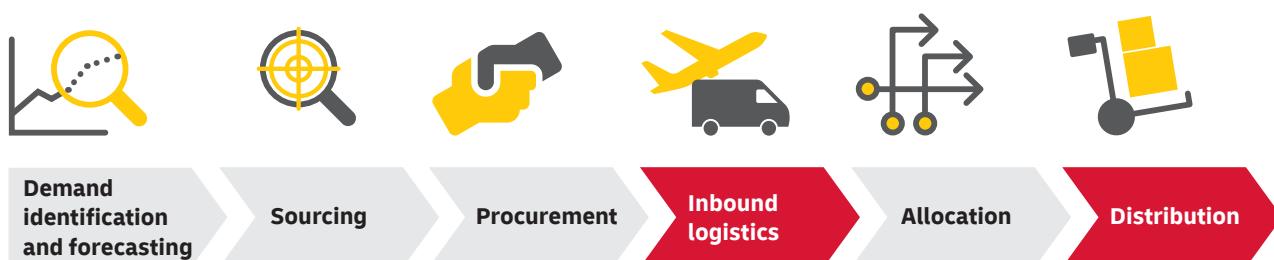 Demand
identification
and forecasting
Sourcing
Procurement
Inbound
logistics
Allocation
Distribution